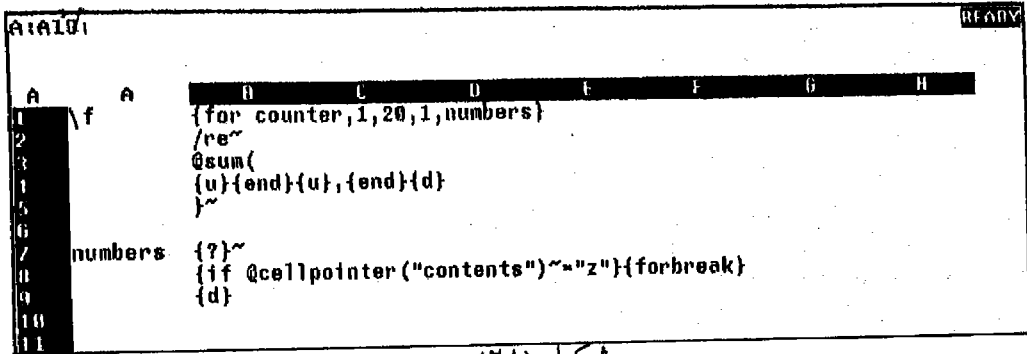 A:A10: READY
A A B C D E F G H
1 \f {for counter,1,20,1,numbers}
2 /re~
3 @sum(
4 {u}{end}{u},{end}{d}
5 }~
6
7 numbers {?}~
8 {if @cellpointer("contents")~="z"}{forbreak}
9 {d}
10
11